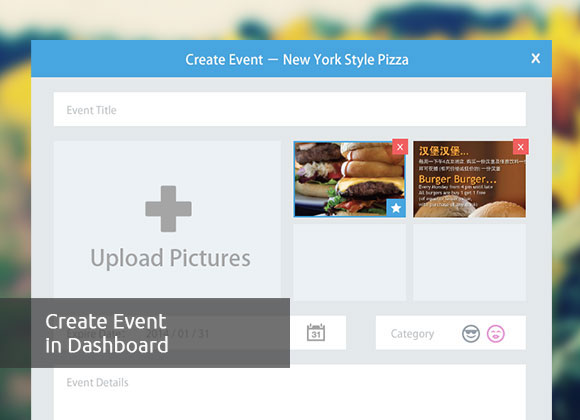 Create Event — New York Style Pizza
X
Event Title
Upload Pictures
X
X
汉堡汉堡...
Burger Burger...
Every Monday from 4 pm until late
All burgers are buy 1 get 1 free
Create Event
in Dashboard
/ 01 / 31
31
Category
Event Details